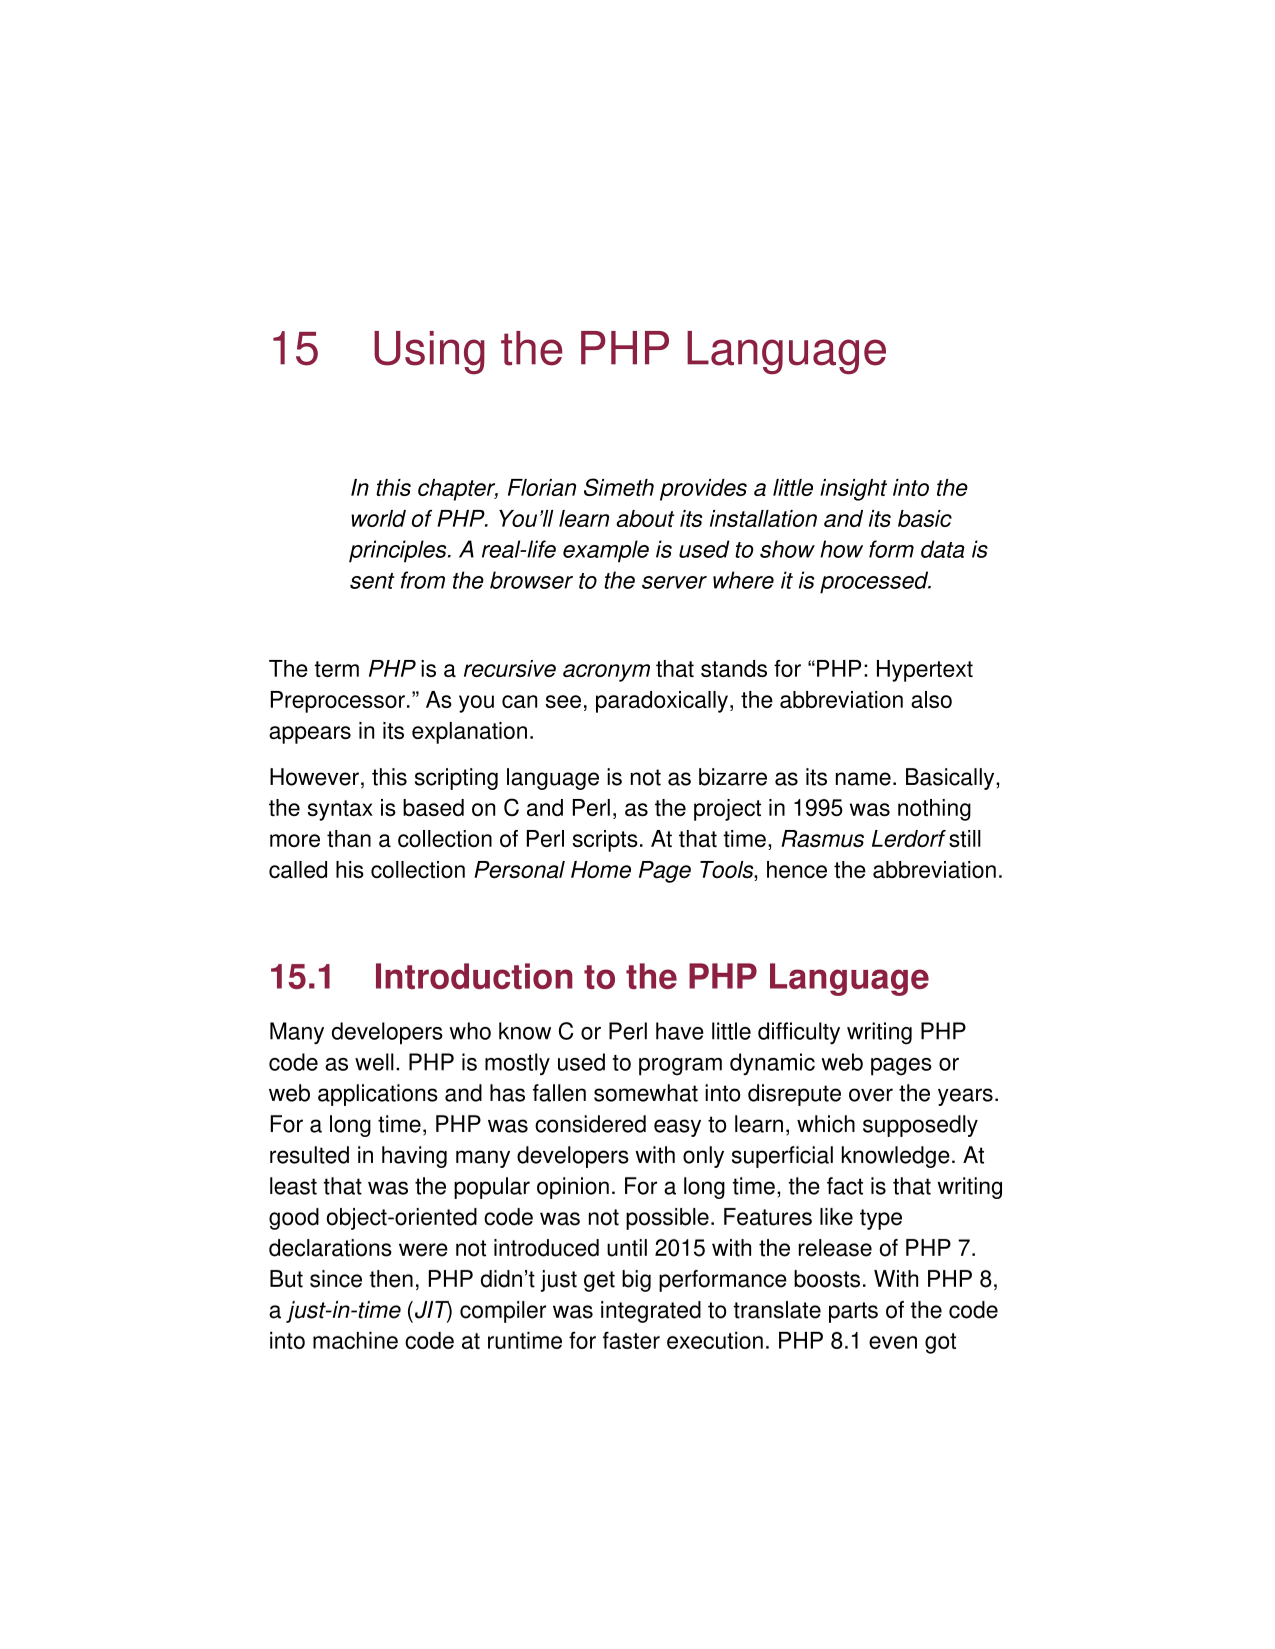 15 Using the PHP Language
In this chapter, Florian Simeth provides a little insight into the
world of PHP. You’ll learn about its installation and its basic
principles. A real-life example is used to show how form data is
sent from the browser to the server where it is processed.
The term PHP is a recursive acronym that stands for “PHP: Hypertext
Preprocessor.” As you can see, paradoxically, the abbreviation also
appears in its explanation.
However, this scripting language is not as bizarre as its name. Basically,
the syntax is based on C and Perl, as the project in 1995 was nothing
more than a collection of Perl scripts. At that time, Rasmus Lerdorf still
called his collection Personal Home Page Tools, hence the abbreviation.
15.1 Introduction to the PHP Language
Many developers who know C or Perl have little difficulty writing PHP
code as well. PHP is mostly used to program dynamic web pages or
web applications and has fallen somewhat into disrepute over the years.
For a long time, PHP was considered easy to learn, which supposedly
resulted in having many developers with only superficial knowledge. At
least that was the popular opinion. For a long time, the fact is that writing
good object-oriented code was not possible. Features like type
declarations were not introduced until 2015 with the release of PHP 7.
But since then, PHP didn’t just get big performance boosts. With PHP 8,
a just-in-time (JIT) compiler was integrated to translate parts of the code
into machine code at runtime for faster execution. PHP 8.1 even got